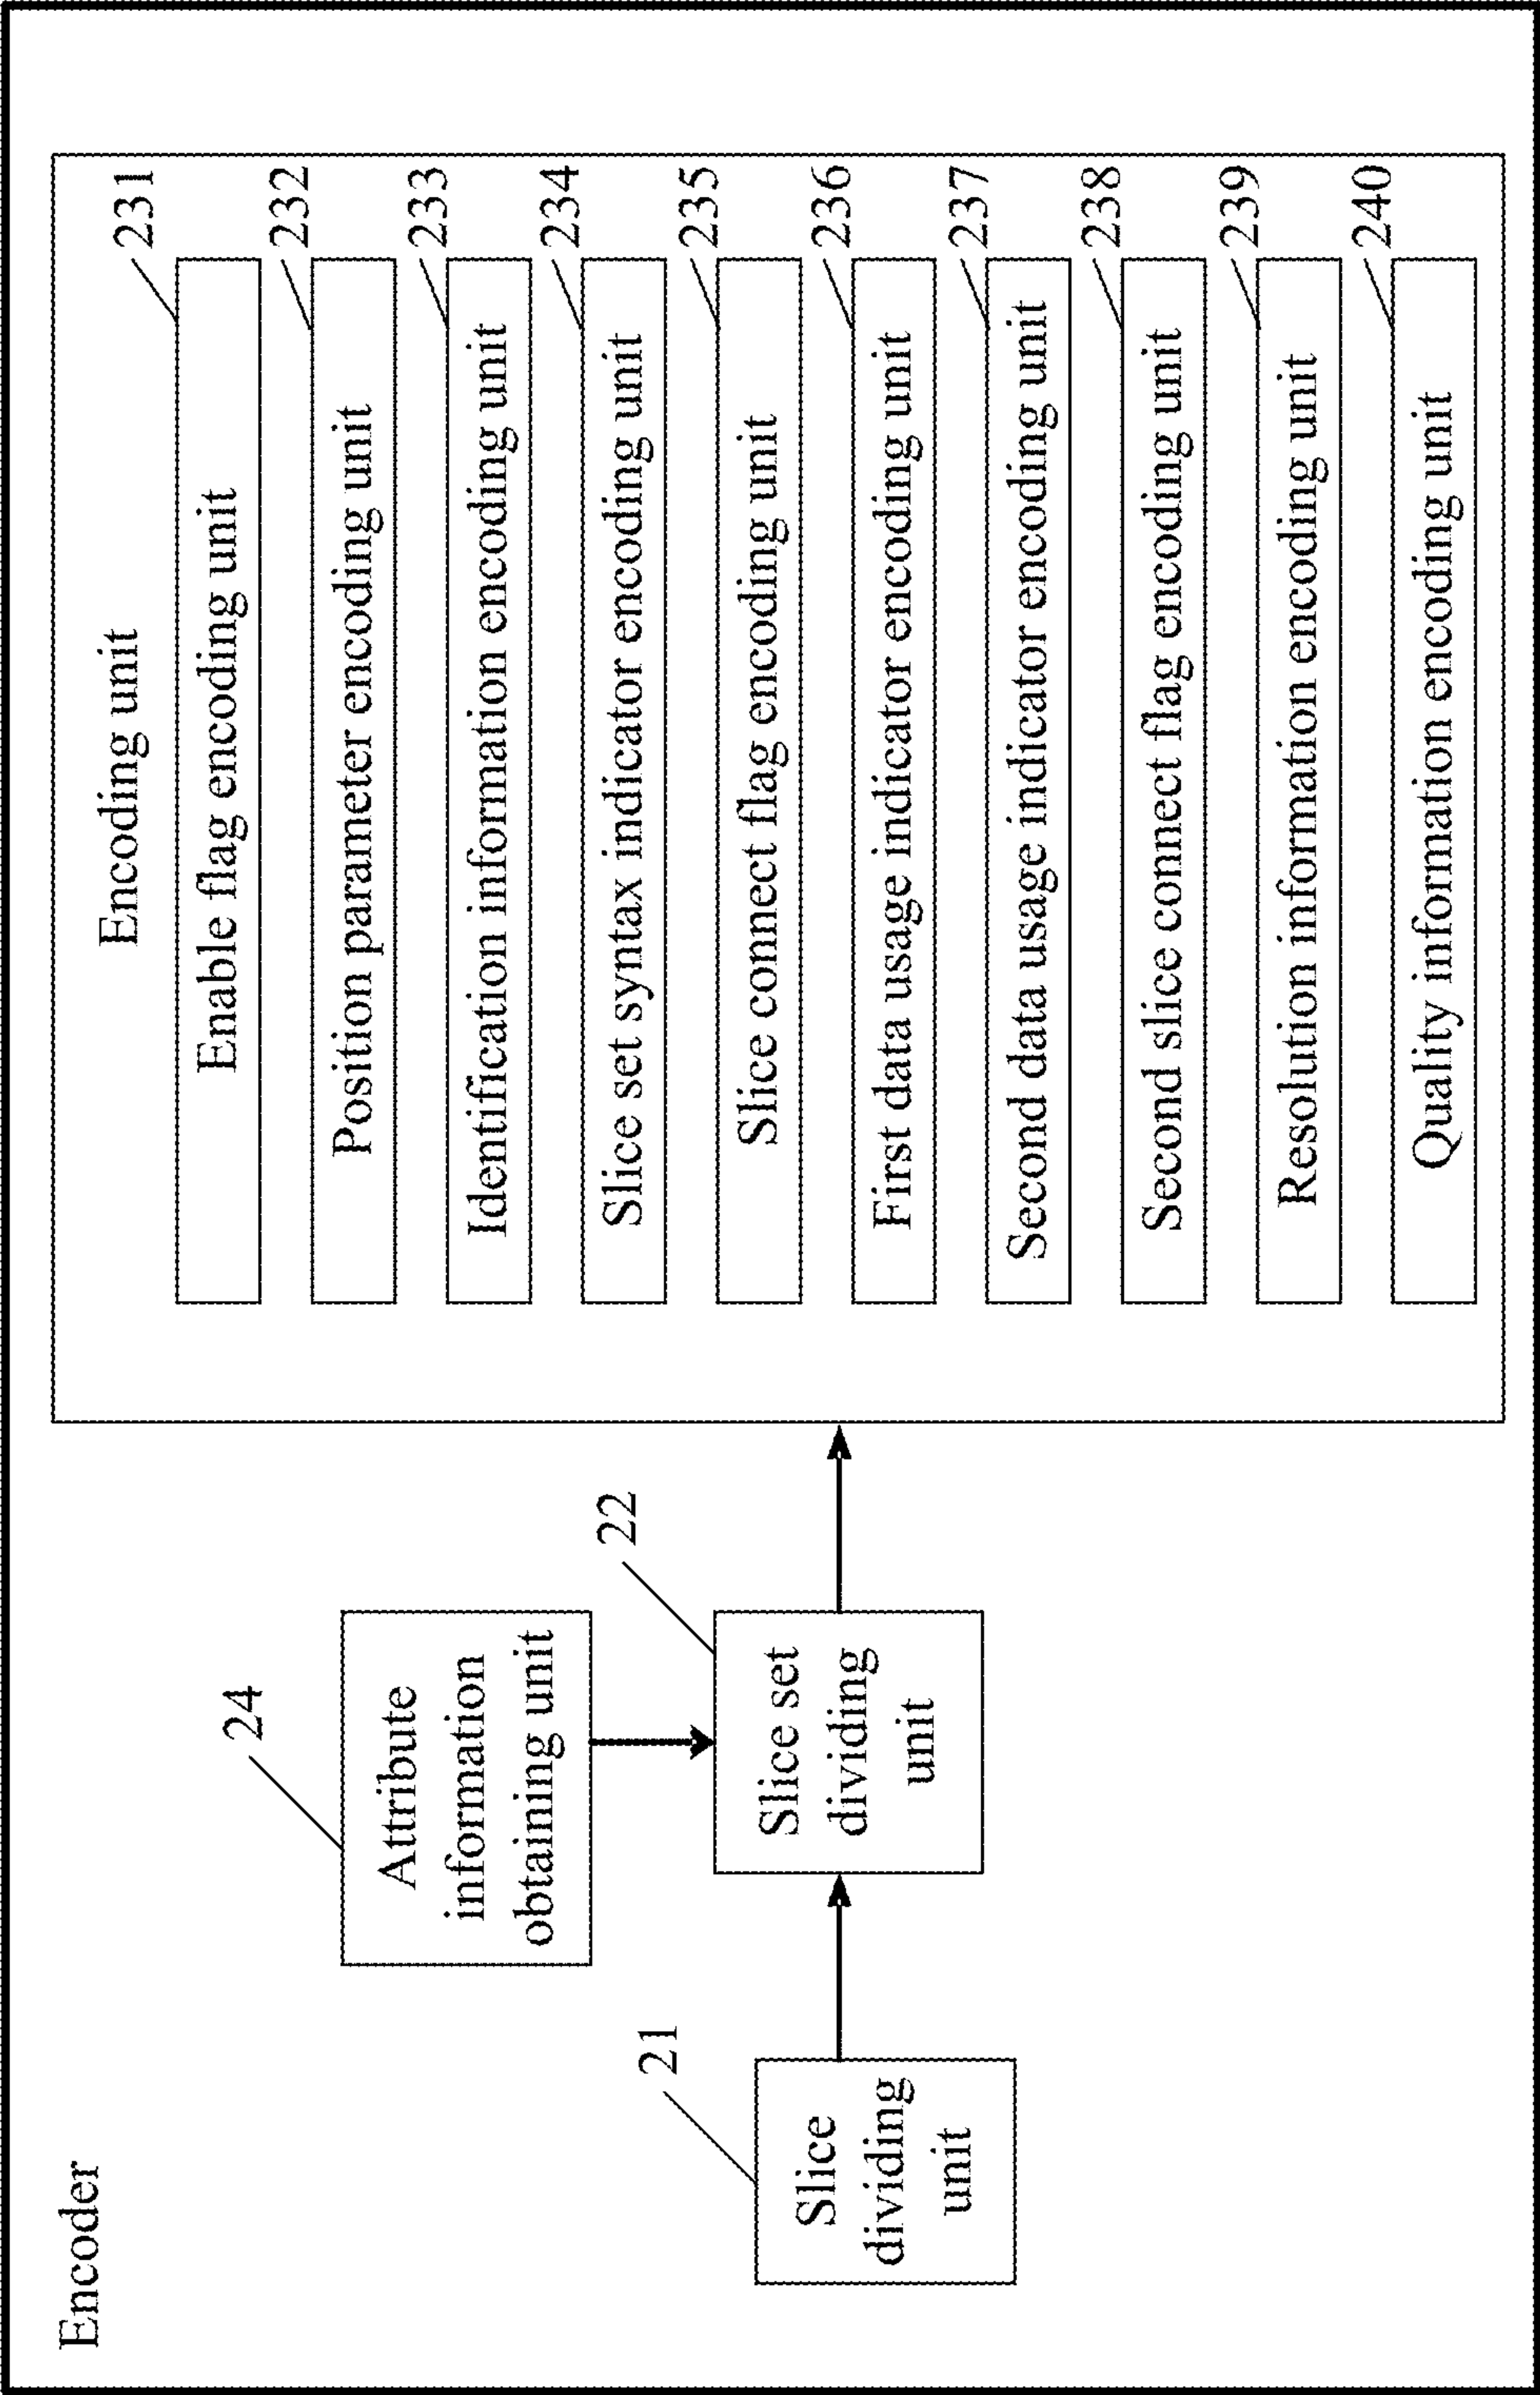 Encoder
Slice
dividing
unit
21
Attribute
information
obtaining unit
24
Slice set
dividing
unit
22
Encoding unit
Enable flag encoding unit
231
Position parameter encoding unit
232
Identification information encoding unit
233
Slice set syntax indicator encoding unit
234
Slice connect flag encoding unit
235
First data usage indicator encoding unit
236
Second data usage indicator encoding unit
237
Second slice connect flag encoding unit
238
Resolution information encoding unit
239
Quality information encoding unit
240